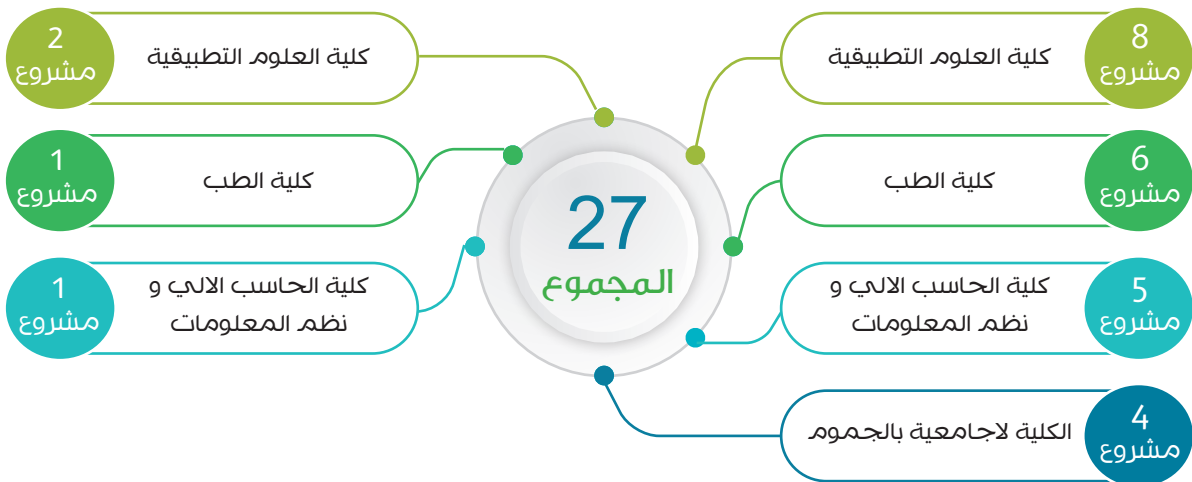 8
مشروع
كلية العلوم التطبيقية
6
مشروع
كلية الطب
5
مشروع
كلية الحاسب الالي و
نظم المعلومات
4
مشروع
الكلية لاجامعية بالجموم
27
المجموع
2
مشروع
كلية العلوم التطبيقية
1
مشروع
كلية الطب
1
مشروع
كلية الحاسب الالي و
نظم المعلومات